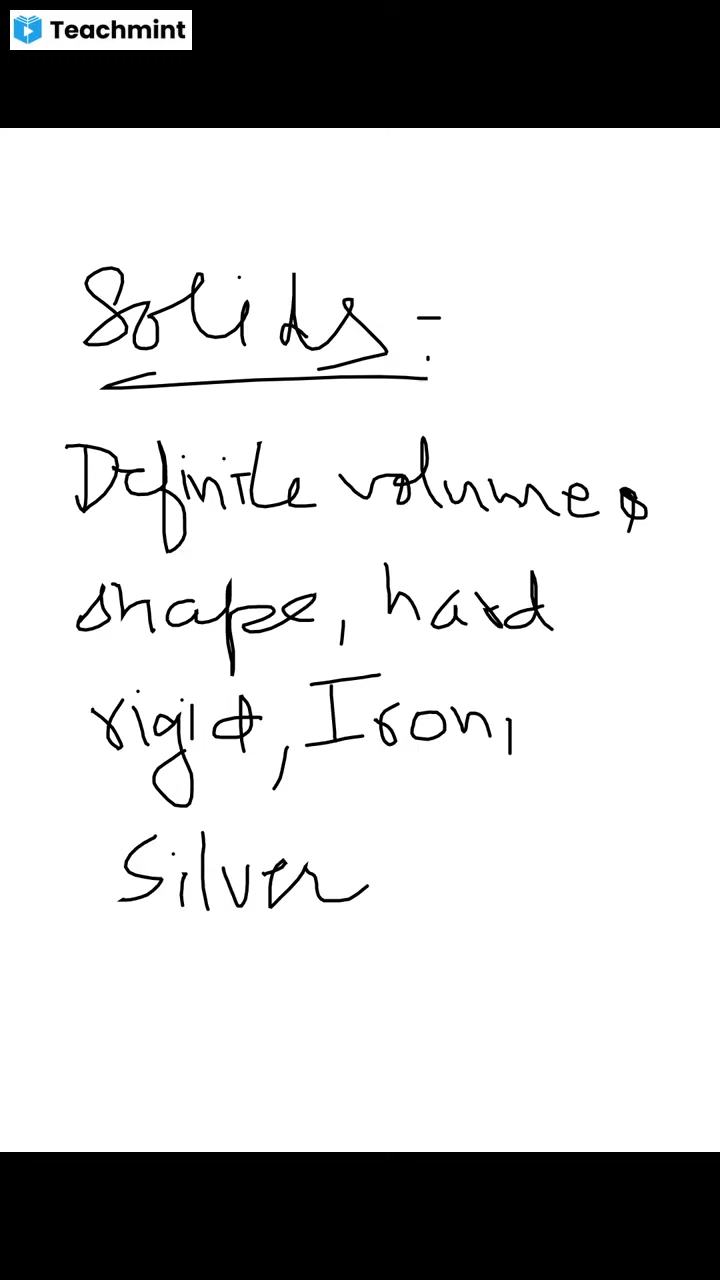 Teachmint
Solids :-
Definite volume &
shape, hard
rigid, Iron,
Silver